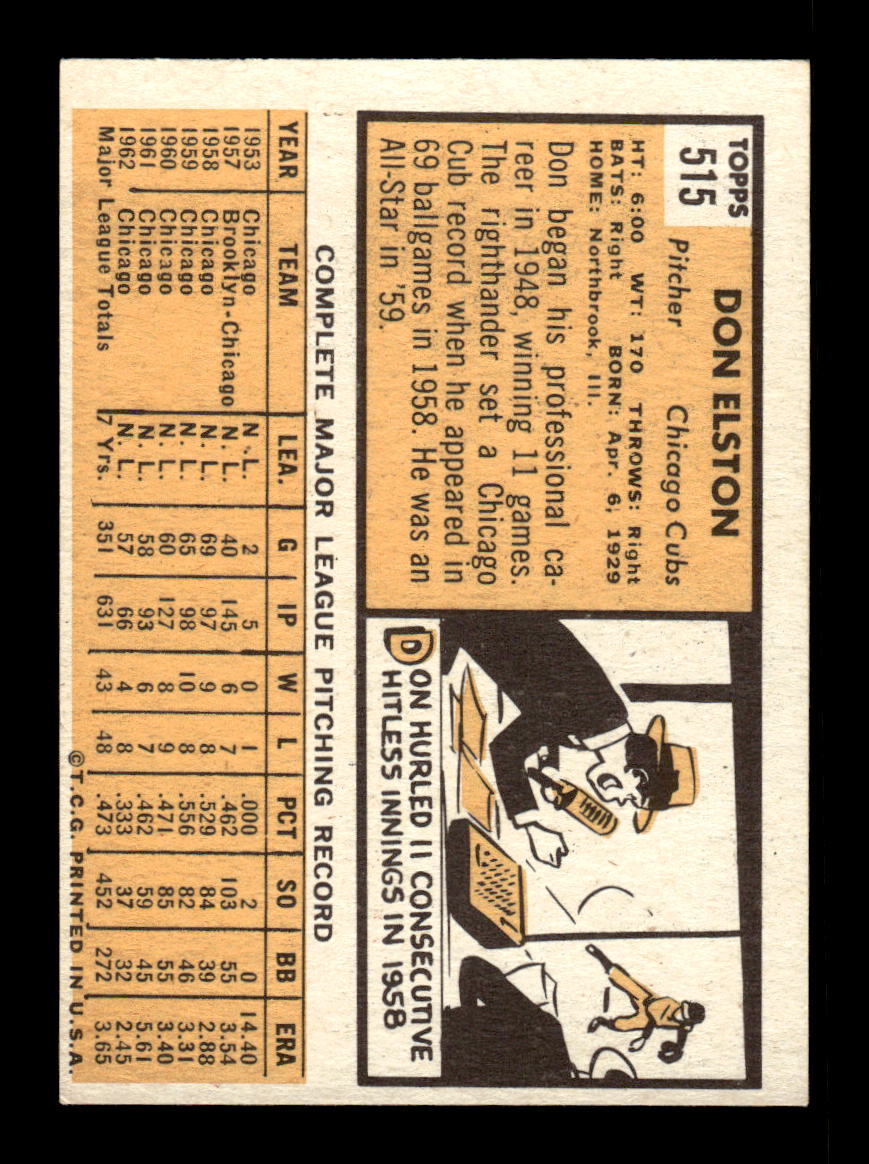 TOPPS
515
DON ELSTON
Pitcher Chicago Cubs
HT: 6:00 WT: 170 THROWS: Right
BATS: Right BORN: Apr. 6, 1929
HOME: Northbrook, Ill.
Don began his professional ca-
reer in 1948, winning 11 games.
The righthander set a Chicago
Cub record when he appeared in
69 ballgames in 1958. He was an
All-Star in '59.
DON HURLED 11 CONSECUTIVE
HITLESS INNINGS IN 1958
COMPLETE MAJOR LEAGUE PITCHING RECORD
YEAR TEAM LEA. G IP W L PCT SO BB ERA
1953 Chicago N.L. 2 5 0 1 .000 2 0 14.40
1957 Brooklyn-Chicago N.L. 40 145 6 7 .462 103 55 3.54
1958 Chicago N.L. 69 97 9 8 .529 84 39 2.88
1959 Chicago N.L. 65 98 10 8 .556 82 46 3.31
1960 Chicago N.L. 60 127 8 9 .471 85 55 3.40
1961 Chicago N.L. 58 93 6 7 .462 59 45 5.61
1962 Chicago N.L. 57 66 4 8 .333 37 32 2.45
Major League Totals 7 Yrs. 351 631 43 48 .473 452 272 3.65
©T.C.G. PRINTED IN U.S.A.